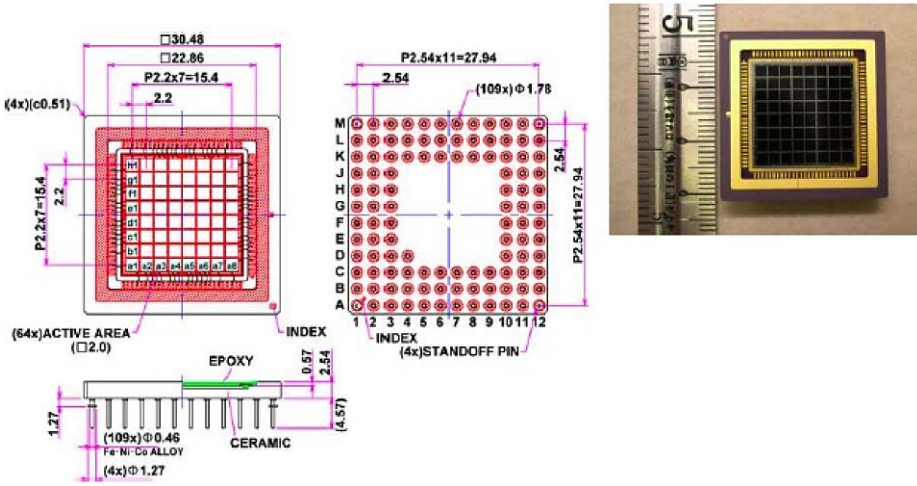 □30.48
□22.86
P2.2x7=15.4
2.2
(4x)(c0.51)
P2.2x7=15.4
2.2
h1
g1
f1
e1
d1
c1
b1
a1 a2 a3 a4 a5 a6 a7 a8
(64x)ACTIVE AREA
(□2.0)
INDEX
P2.54x11=27.94
2.54
(109x)Φ1.78
M
L
K
J
H
G
F
E
D
C
B
A
1 2 3 4 5 6 7 8 9 10 11 12
2.54
P2.54x11=27.94
INDEX
(4x)STANDOFF PIN
EPOXY
0.57
2.54
1.27
(4.57)
CERAMIC
(109x)Φ0.46
Fe-Ni-Co ALLOY
(4x)Φ1.27
5